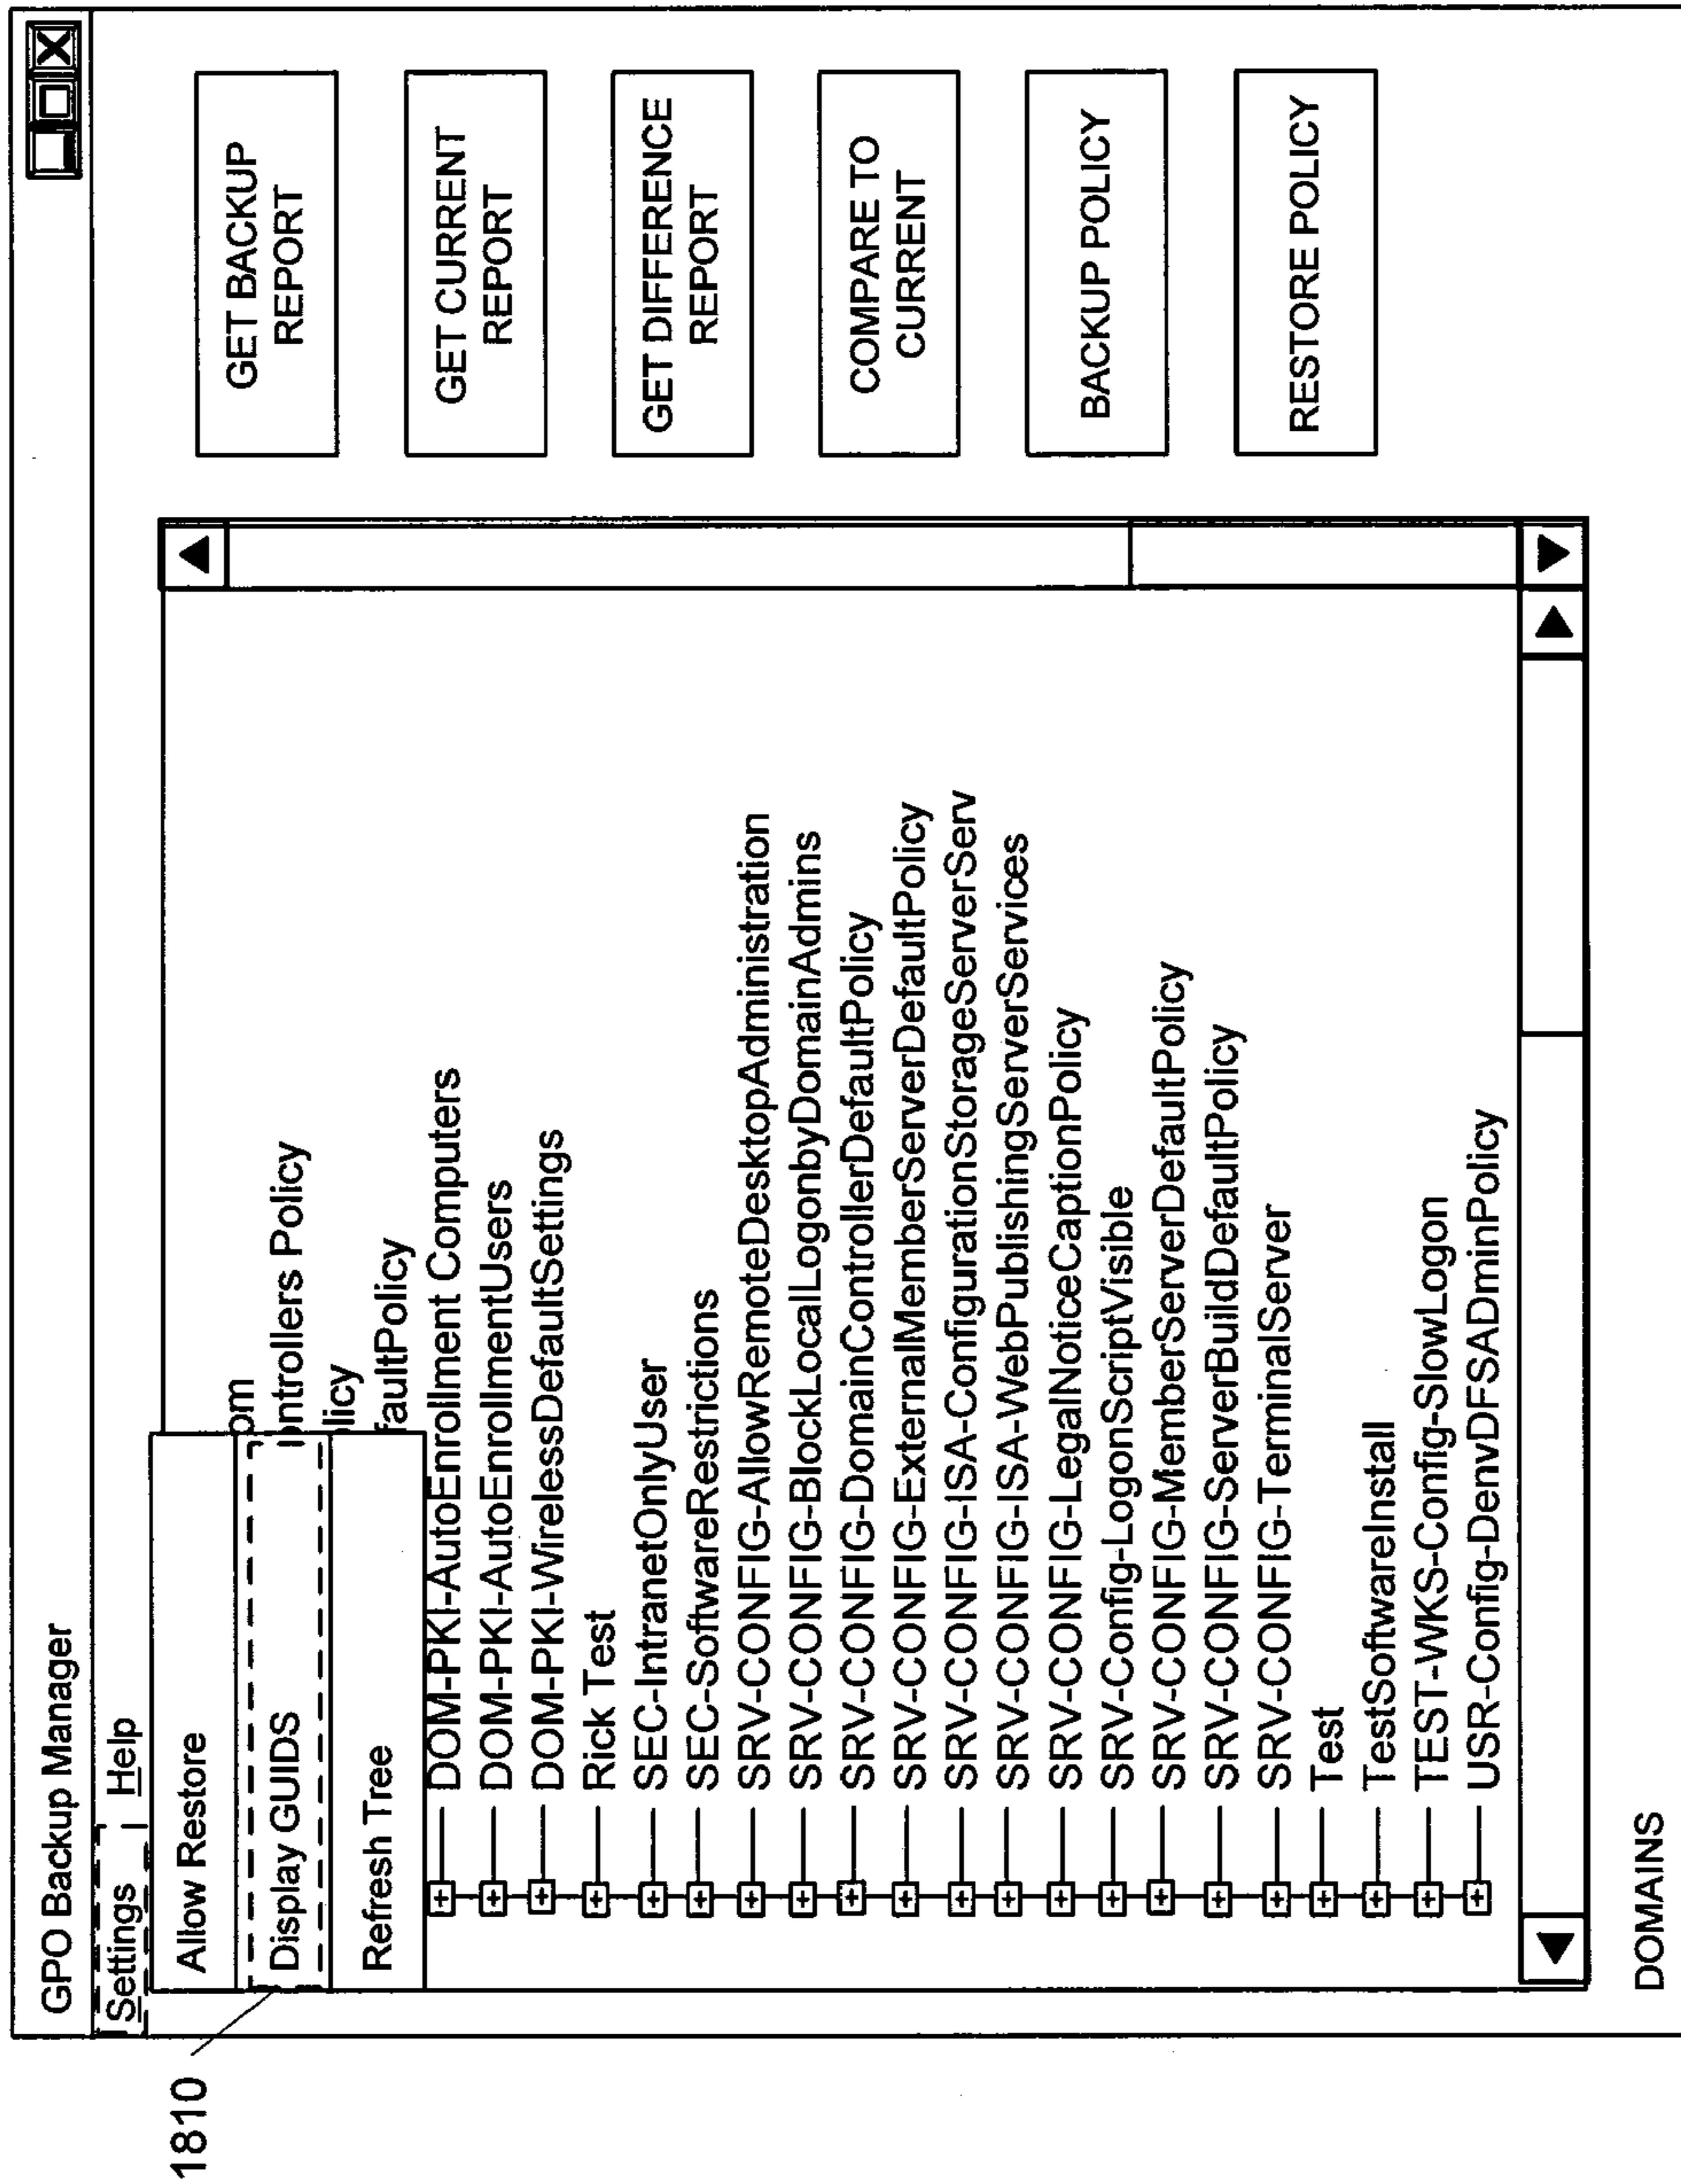 GPO Backup Manager
Settings | Help
1810
Allow Restore
Display GUIDS
Refresh Tree
om
ontrollers Policy
licy
faultPolicy
DOM-PKI-AutoEnrollment Computers
DOM-PKI-AutoEnrollmentUsers
DOM-PKI-WirelessDefaultSettings
Rick Test
SEC-IntranetOnlyUser
SEC-SoftwareRestrictions
SRV-CONFIG-AllowRemoteDesktopAdministration
SRV-CONFIG-BlockLocalLogonbyDomainAdmins
SRV-CONFIG-DomainControllerDefaultPolicy
SRV-CONFIG-ExternalMemberServerDefaultPolicy
SRV-CONFIG-ISA-ConfigurationStorageServerServ
SRV-CONFIG-ISA-WebPublishingServerServices
SRV-CONFIG-LegalNoticeCaptionPolicy
SRV-Config-LogonScriptVisible
SRV-CONFIG-MemberServerDefaultPolicy
SRV-CONFIG-ServerBuildDefaultPolicy
SRV-CONFIG-TerminalServer
Test
TestSoftwareInstall
TEST-WKS-Config-SlowLogon
USR-Config-DenvDFSADminPolicy
GET BACKUP
REPORT
GET CURRENT
REPORT
GET DIFFERENCE
REPORT
COMPARE TO
CURRENT
BACKUP POLICY
RESTORE POLICY
DOMAINS